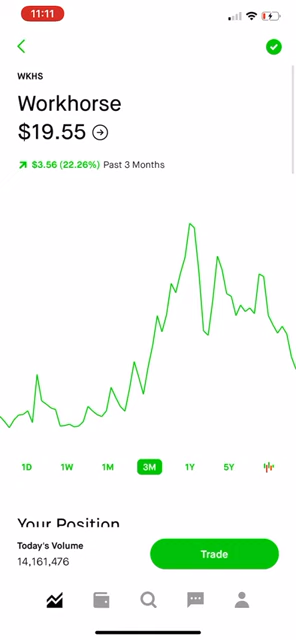 11:11
WKHS
Workhorse
$19.55
$3.56 (22.26%) Past 3 Months
1D 1W 1M 3M 1Y 5Y
Your Position
Today's Volume
14,161,476
Trade